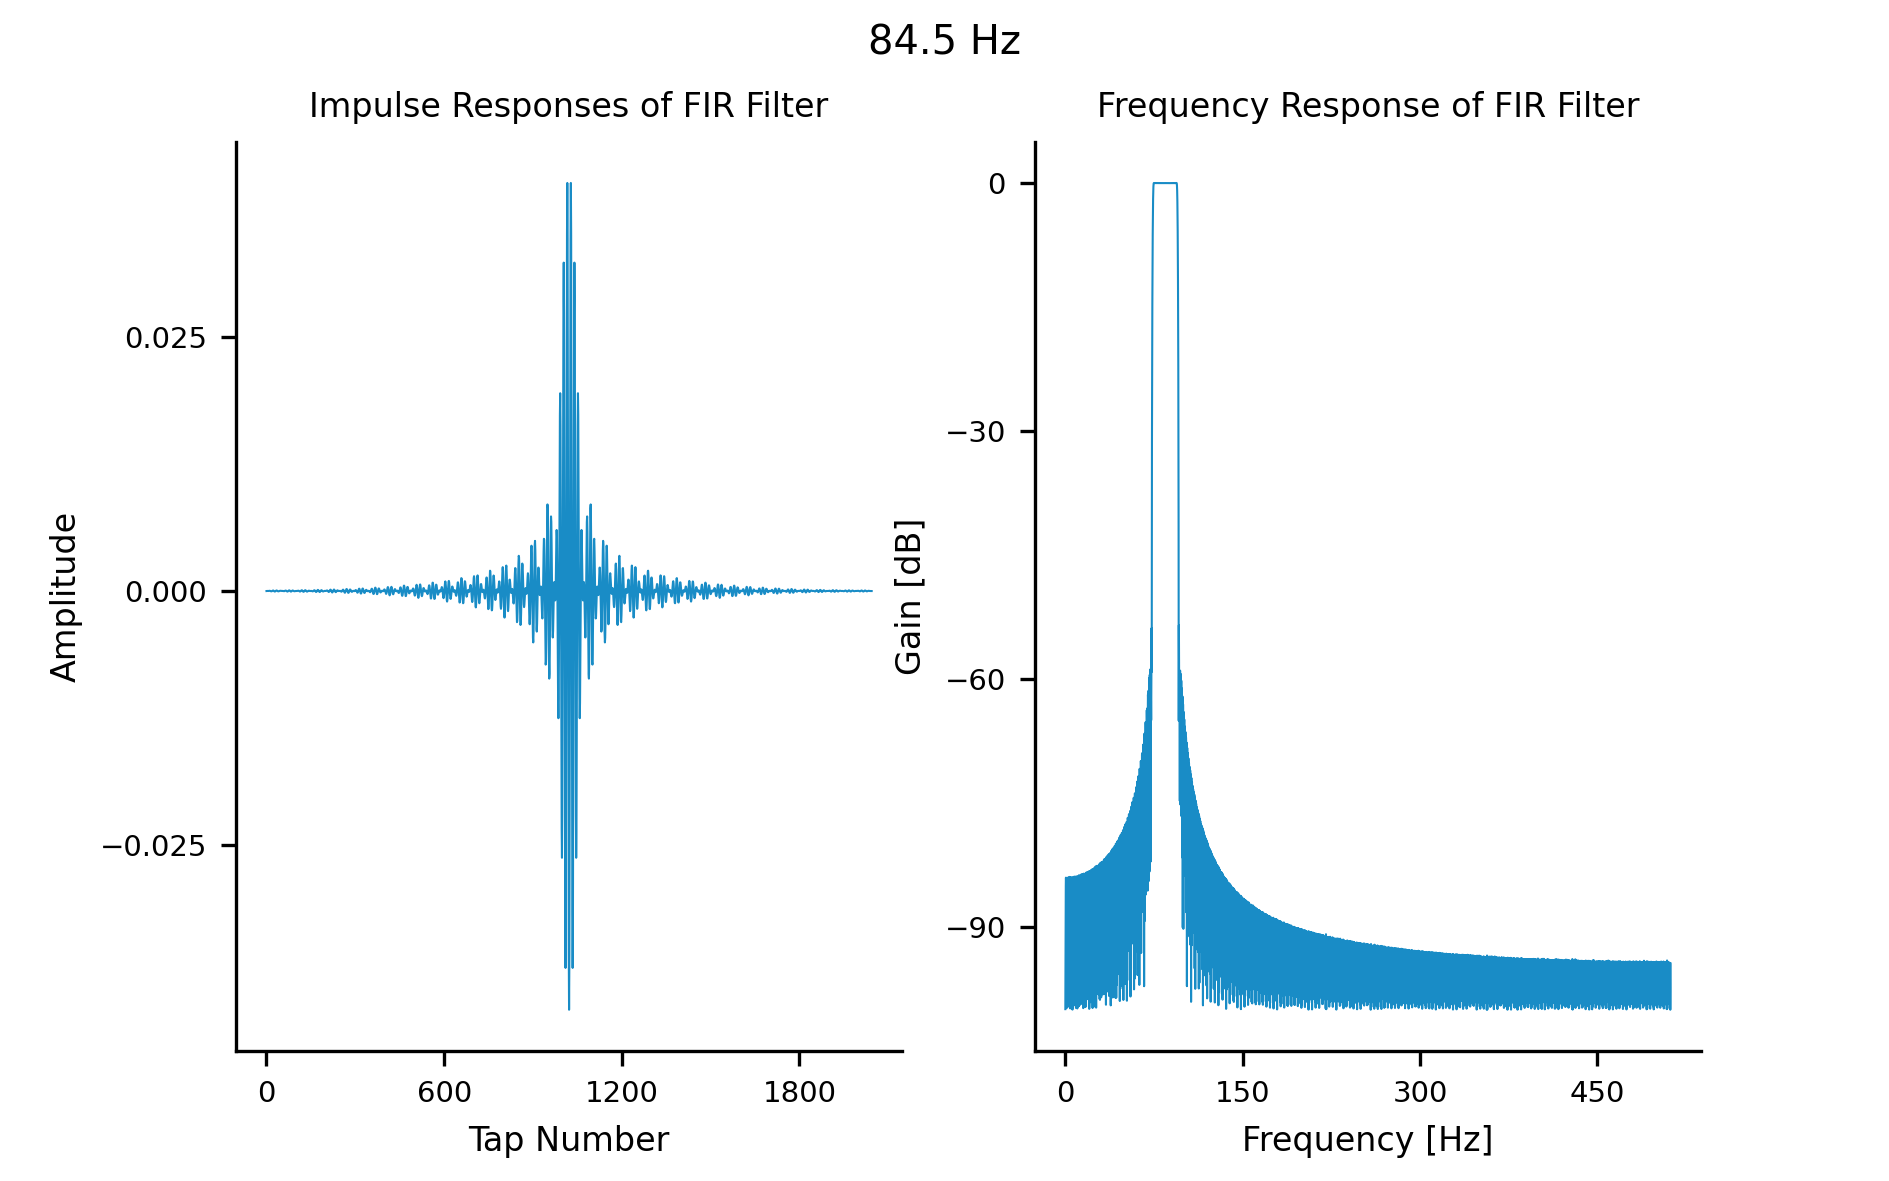 84.5 Hz
Impulse Responses of FIR Filter
Amplitude
0.025
0.000
−0.025
0 600 1200 1800
Tap Number
Frequency Response of FIR Filter
Gain [dB]
0
−30
−60
−90
0 150 300 450
Frequency [Hz]